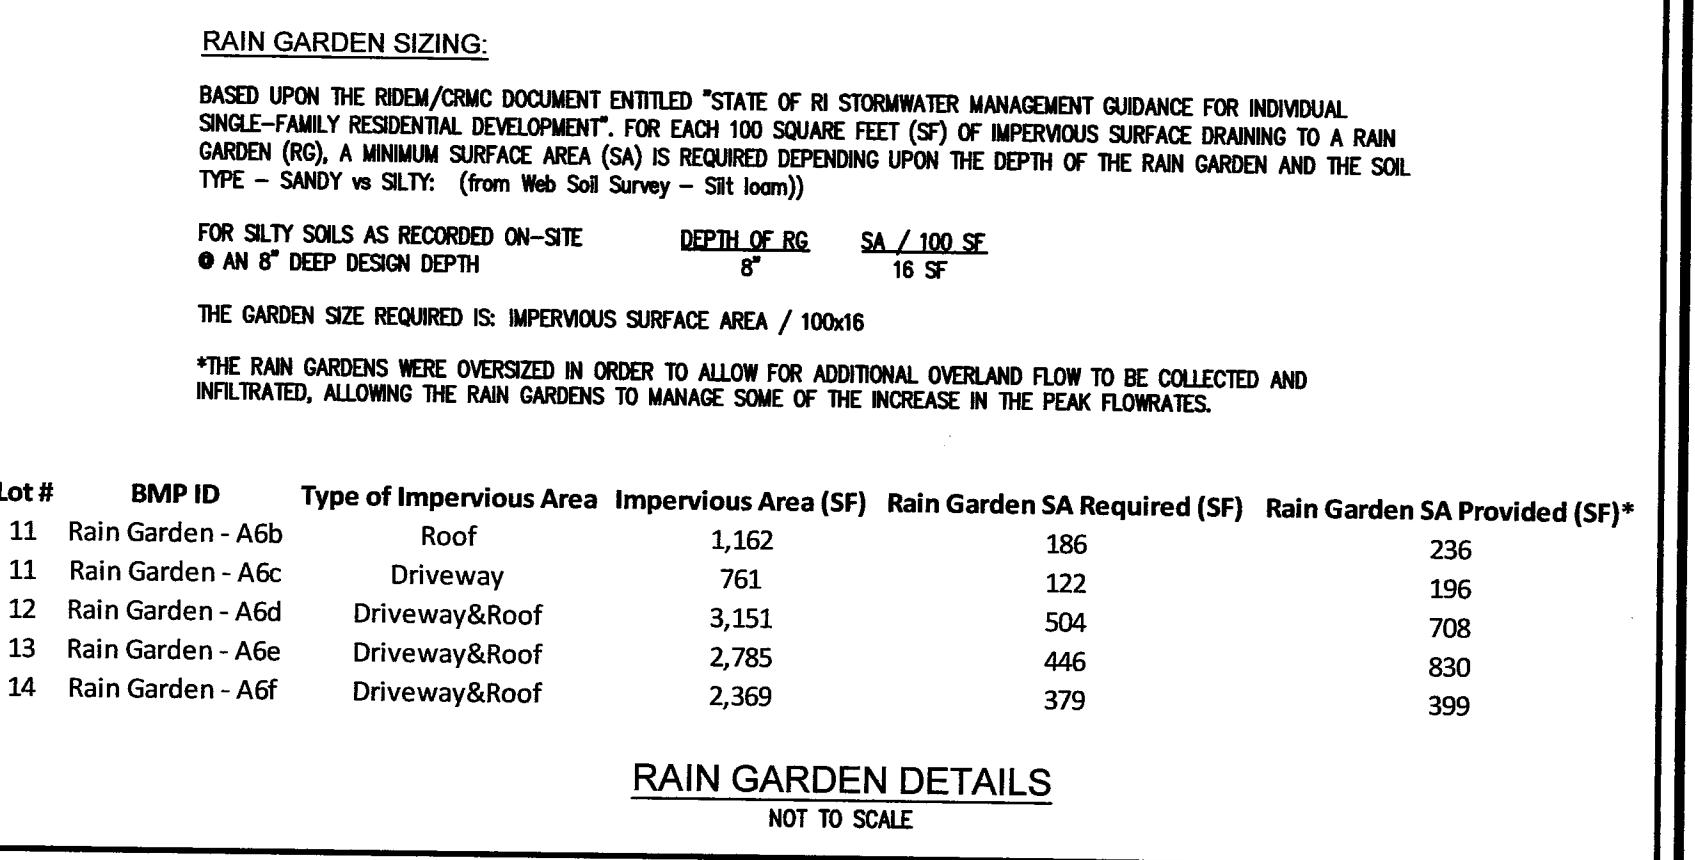 RAIN GARDEN SIZING:
BASED UPON THE RIDEM/CRMC DOCUMENT ENTITLED "STATE OF RI STORMWATER MANAGEMENT GUIDANCE FOR INDIVIDUAL
SINGLE-FAMILY RESIDENTIAL DEVELOPMENT". FOR EACH 100 SQUARE FEET (SF) OF IMPERVIOUS SURFACE DRAINING TO A RAIN
GARDEN (RG), A MINIMUM SURFACE AREA (SA) IS REQUIRED DEPENDING UPON THE DEPTH OF THE RAIN GARDEN AND THE SOIL
TYPE - SANDY vs SILTY: (from Web Soil Survey - Silt loam))
FOR SILTY SOILS AS RECORDED ON-SITE DEPTH OF RG SA / 100 SF
@ AN 8" DEEP DESIGN DEPTH 8" 16 SF
THE GARDEN SIZE REQUIRED IS: IMPERVIOUS SURFACE AREA / 100x16
*THE RAIN GARDENS WERE OVERSIZED IN ORDER TO ALLOW FOR ADDITIONAL OVERLAND FLOW TO BE COLLECTED AND
INFILTRATED, ALLOWING THE RAIN GARDENS TO MANAGE SOME OF THE INCREASE IN THE PEAK FLOWRATES.
Lot # BMP ID Type of Impervious Area Impervious Area (SF) Rain Garden SA Required (SF) Rain Garden SA Provided (SF)*
11 Rain Garden - A6b Roof 1,162 186 236
11 Rain Garden - A6c Driveway 761 122 196
12 Rain Garden - A6d Driveway&Roof 3,151 504 708
13 Rain Garden - A6e Driveway&Roof 2,785 446 830
14 Rain Garden - A6f Driveway&Roof 2,369 379 399
RAIN GARDEN DETAILS
NOT TO SCALE